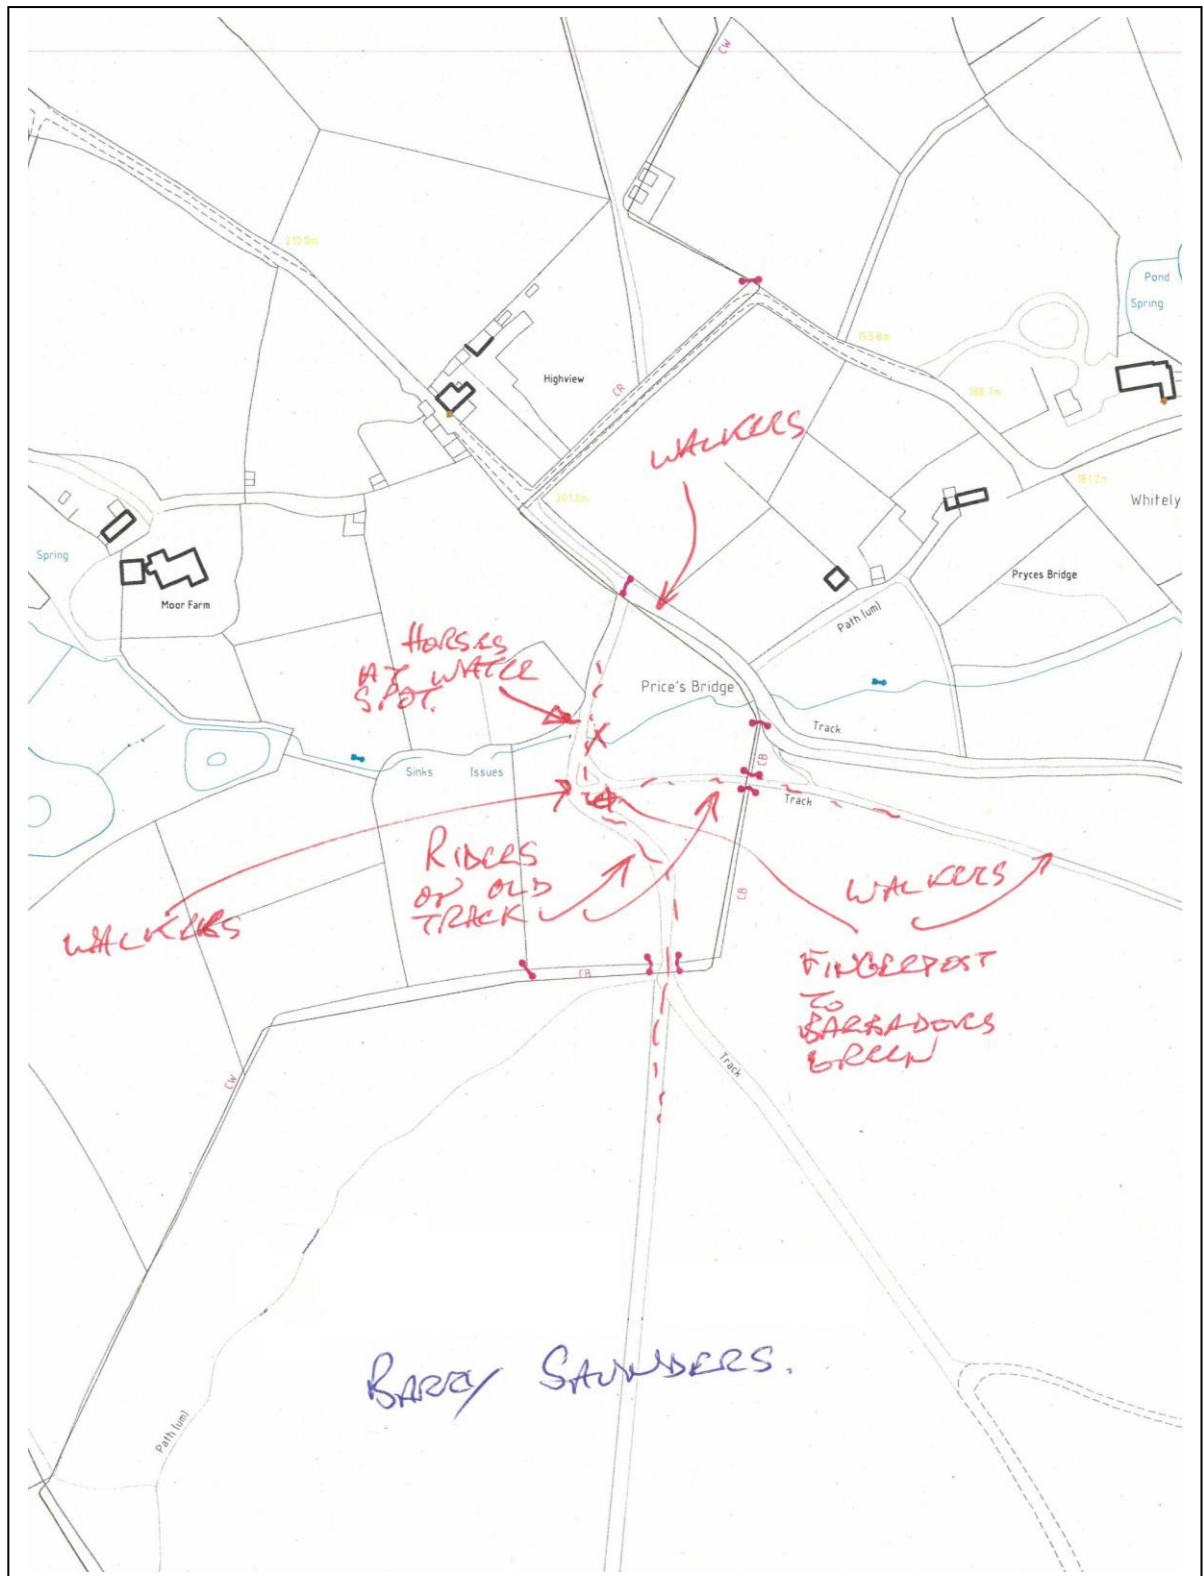 CW
210.9m
Pond
Spring
195.8m
Highview
188.7m
CR
WALKERS
201.8m
181.2m
Whitely
Spring
Moor Farm
Pryces Bridge
Path (um)
HORSES
AT WATER
SPOT.
Price's Bridge
Track
CB
Sinks
Issues
Track
RIDERS
ON OLD
TRACK
WALKERS
WALKERS
CB
FINGERPOST
TO
BARBADOES
GREEN
CB
CW
Track
BARRY SAUNDERS.
Path (um)